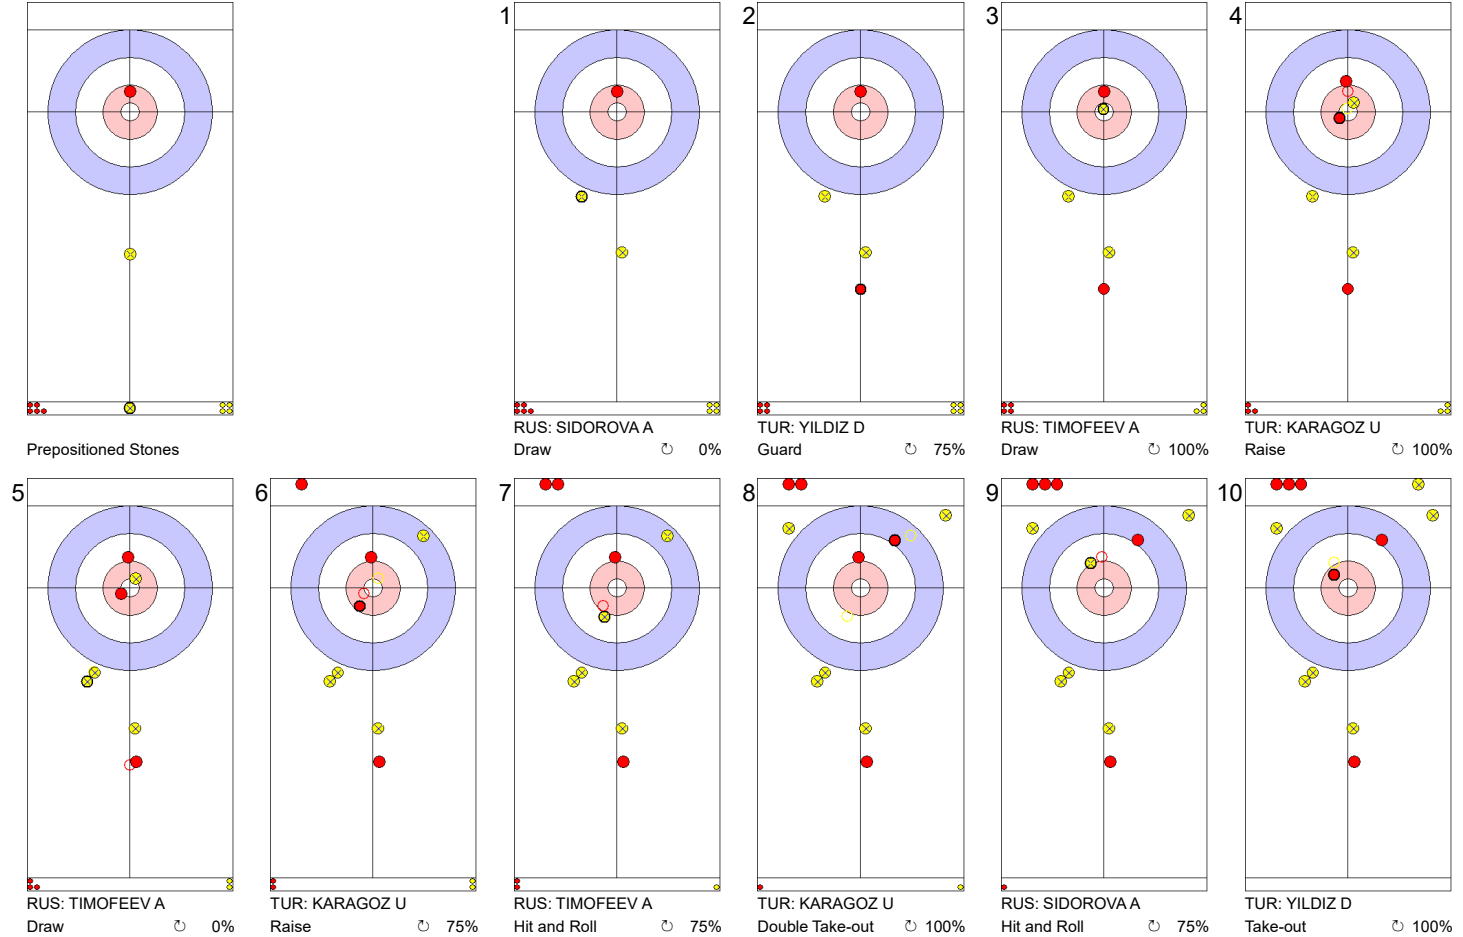 1
2
3
4
Prepositioned Stones
RUS: SIDOROVA A
Draw ↻ 0%
TUR: YILDIZ D
Guard ↻ 75%
RUS: TIMOFEEV A
Draw ↻ 100%
TUR: KARAGOZ U
Raise ↻ 100%
5
6
7
8
9
10
RUS: TIMOFEEV A
Draw ↻ 0%
TUR: KARAGOZ U
Raise ↻ 75%
RUS: TIMOFEEV A
Hit and Roll ↻ 75%
TUR: KARAGOZ U
Double Take-out ↻ 100%
RUS: SIDOROVA A
Hit and Roll ↻ 75%
TUR: YILDIZ D
Take-out ↻ 100%